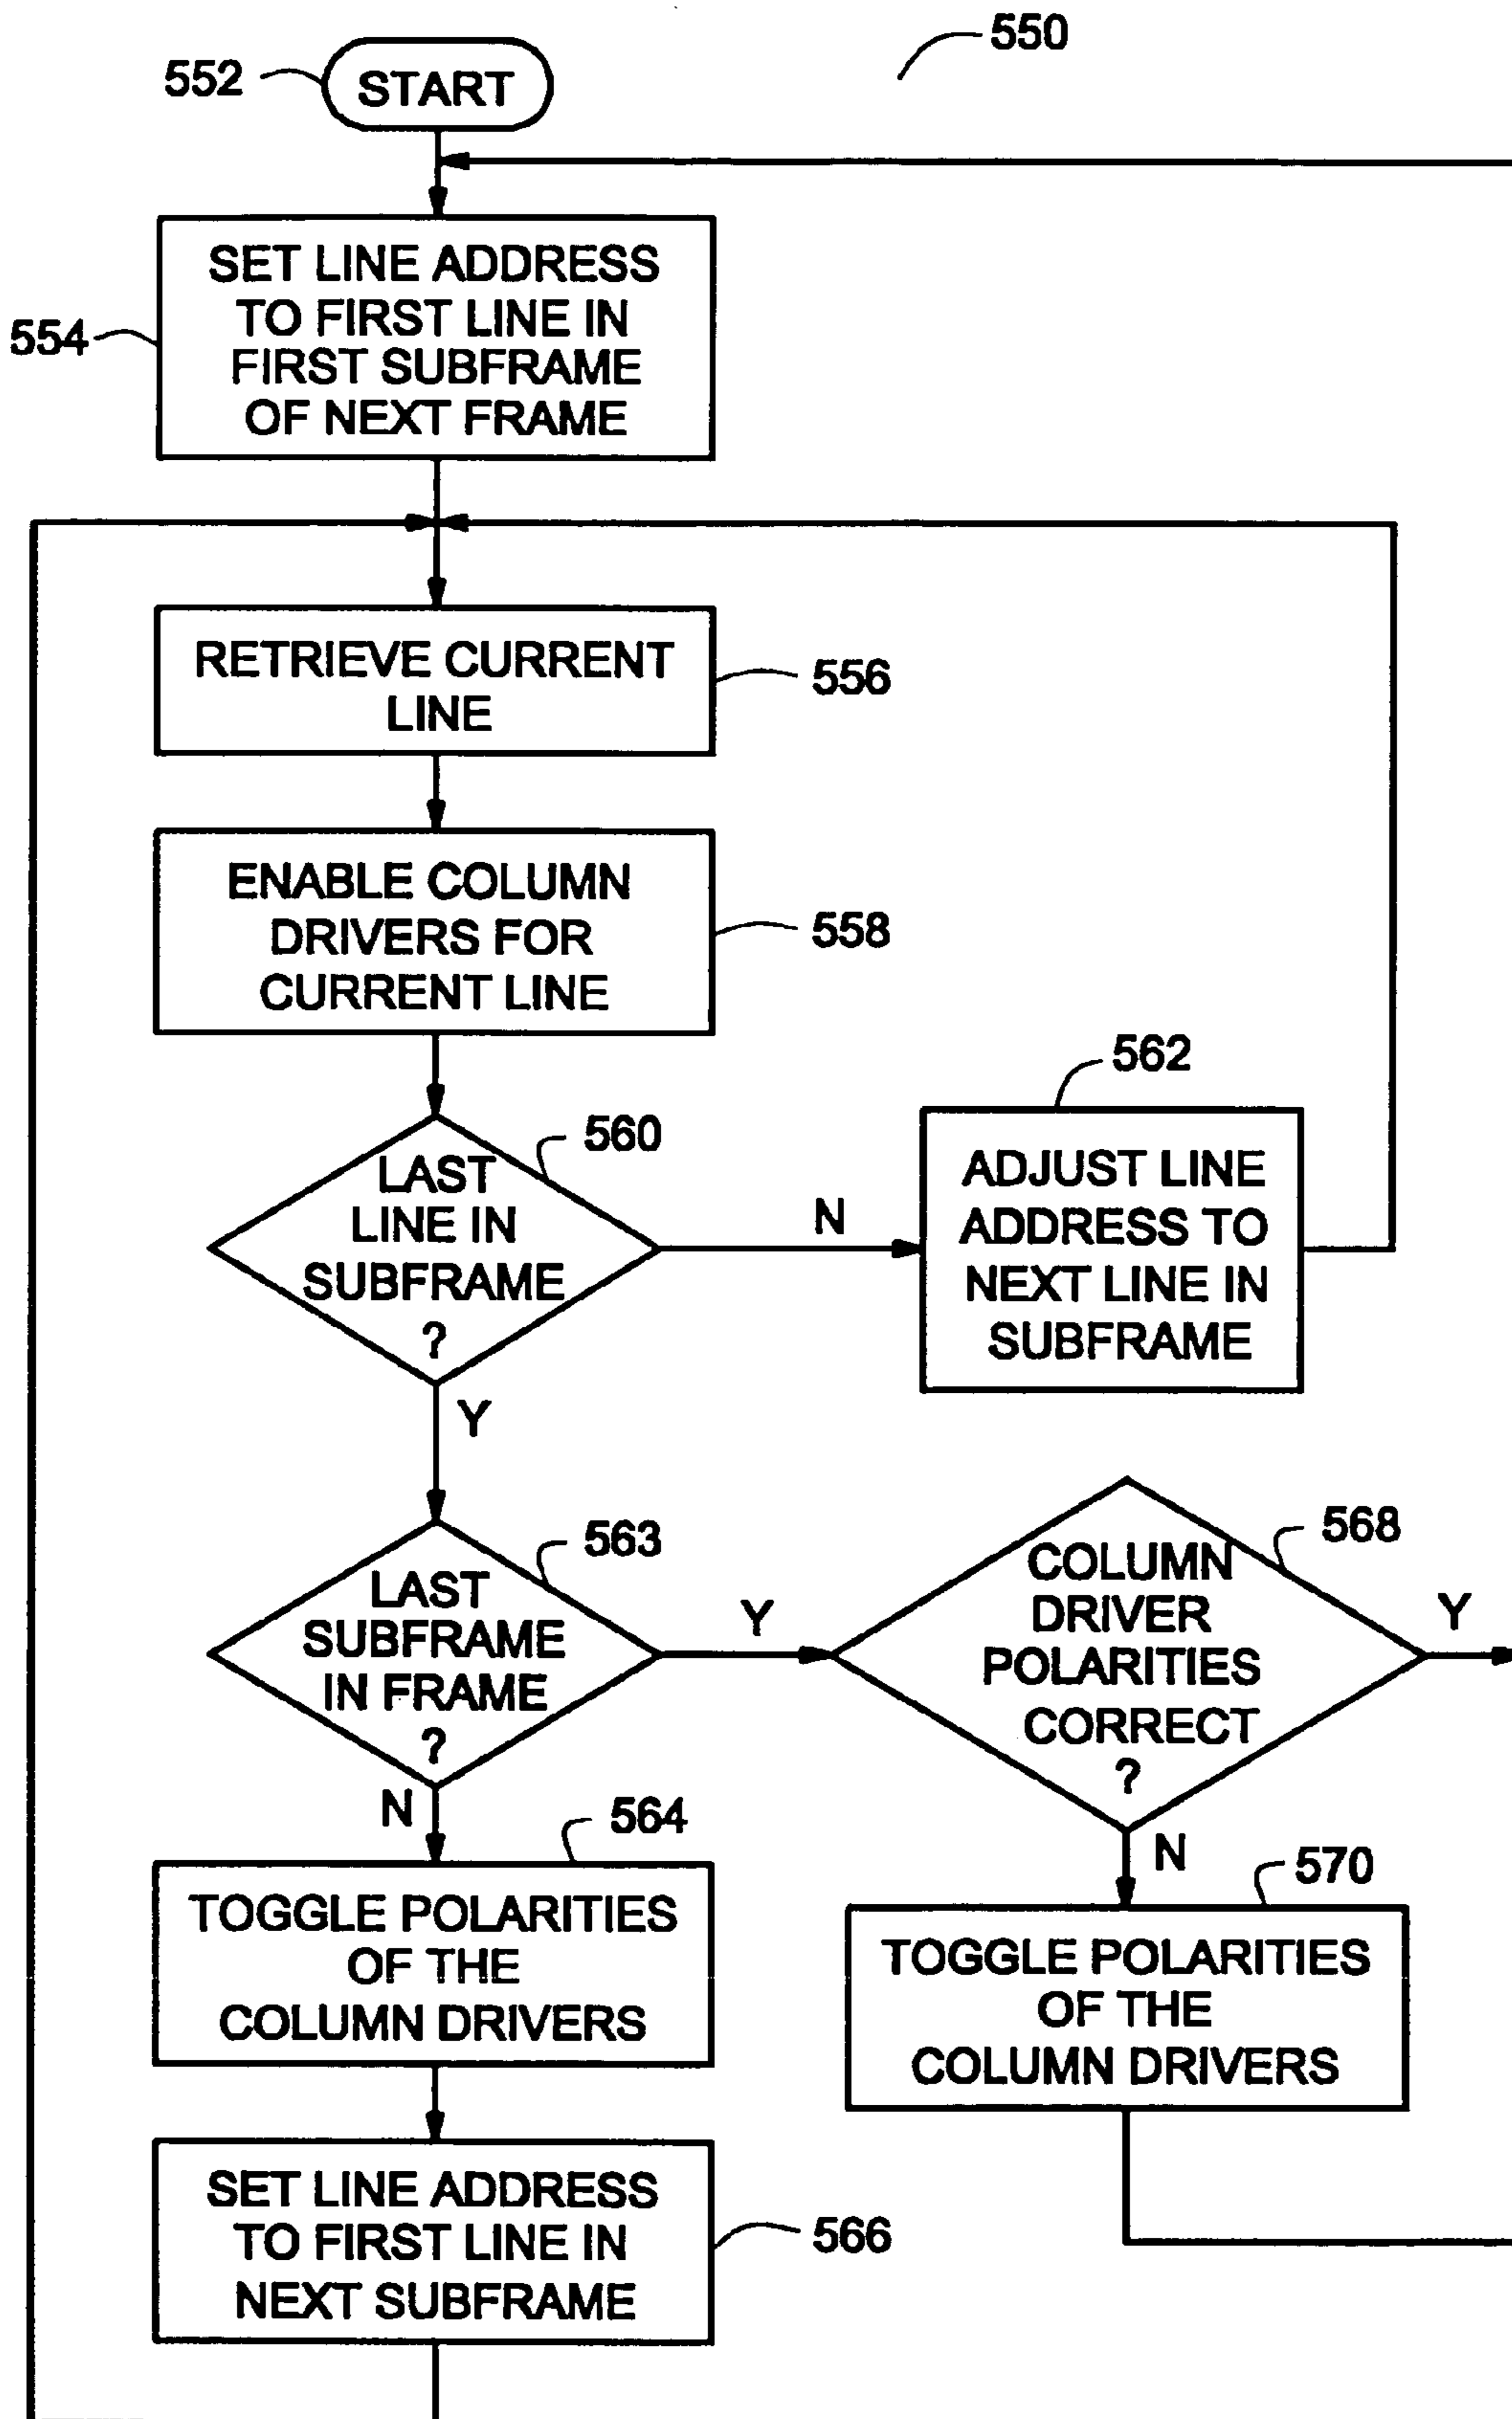 550
552
START
554
SET LINE ADDRESS
TO FIRST LINE IN
FIRST SUBFRAME
OF NEXT FRAME
RETRIEVE CURRENT
LINE
556
ENABLE COLUMN
DRIVERS FOR
CURRENT LINE
558
560
LAST
LINE IN
SUBFRAME
?
N
Y
562
ADJUST LINE
ADDRESS TO
NEXT LINE IN
SUBFRAME
563
LAST
SUBFRAME
IN FRAME
?
Y
N
568
COLUMN
DRIVER
POLARITIES
CORRECT
?
Y
N
564
TOGGLE POLARITIES
OF THE
COLUMN DRIVERS
570
TOGGLE POLARITIES
OF THE
COLUMN DRIVERS
SET LINE ADDRESS
TO FIRST LINE IN
NEXT SUBFRAME
566